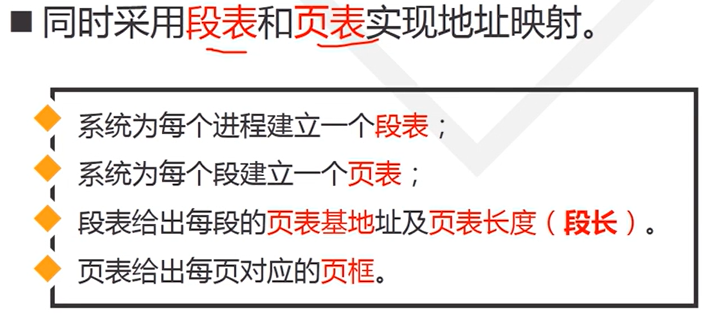 ■ 同时采用段表和页表实现地址映射。
◆ 系统为每个进程建立一个段表；
◆ 系统为每个段建立一个页表；
◆ 段表给出每段的页表基地址及页表长度（段长）。
◆ 页表给出每页对应的页框。